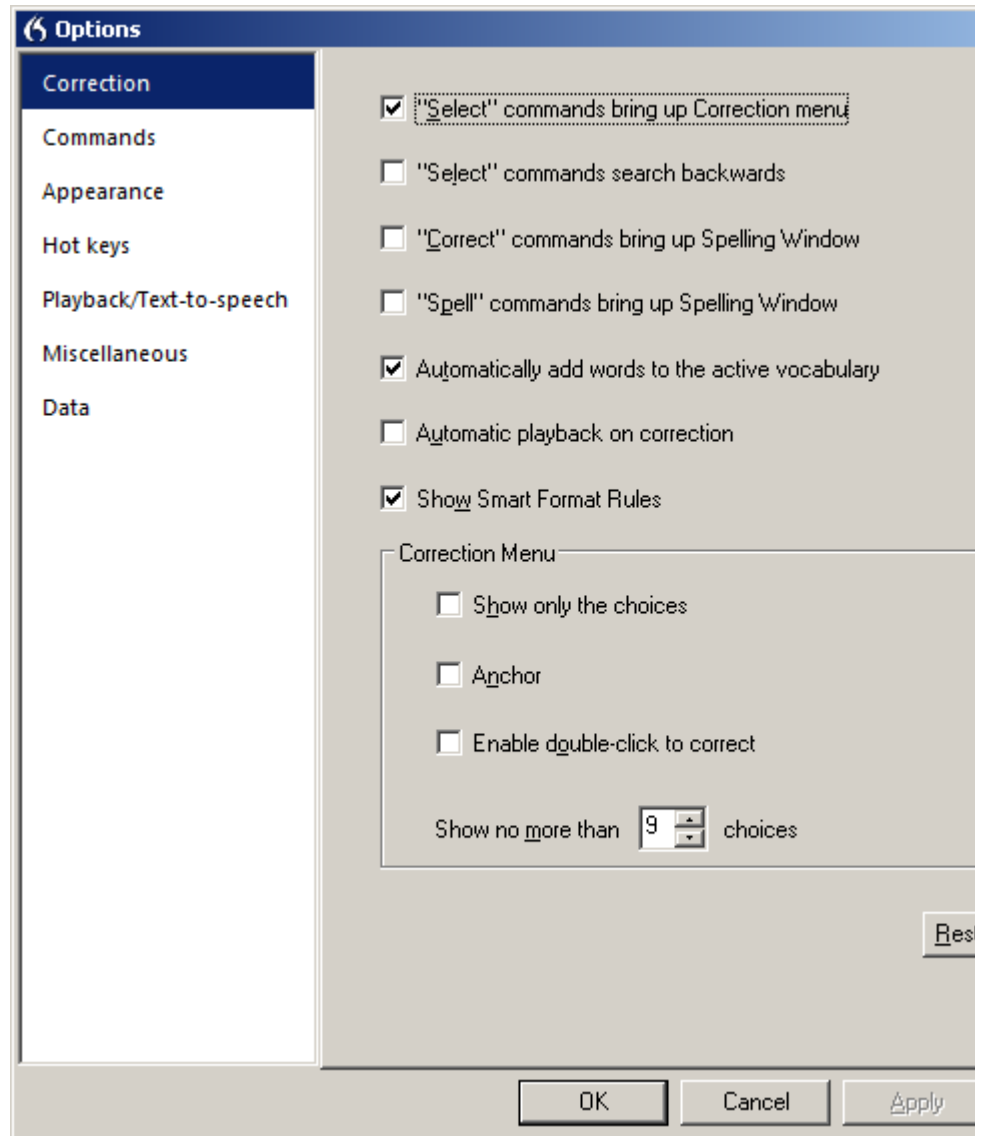 Options
Correction
Commands
Appearance
Hot keys
Playback/Text-to-speech
Miscellaneous
Data
"Select" commands bring up Correction menu
"Select" commands search backwards
"Correct" commands bring up Spelling Window
"Spell" commands bring up Spelling Window
Automatically add words to the active vocabulary
Automatic playback on correction
Show Smart Format Rules
Correction Menu
Show only the choices
Anchor
Enable double-click to correct
Show no more than 9 choices
OK Cancel Apply